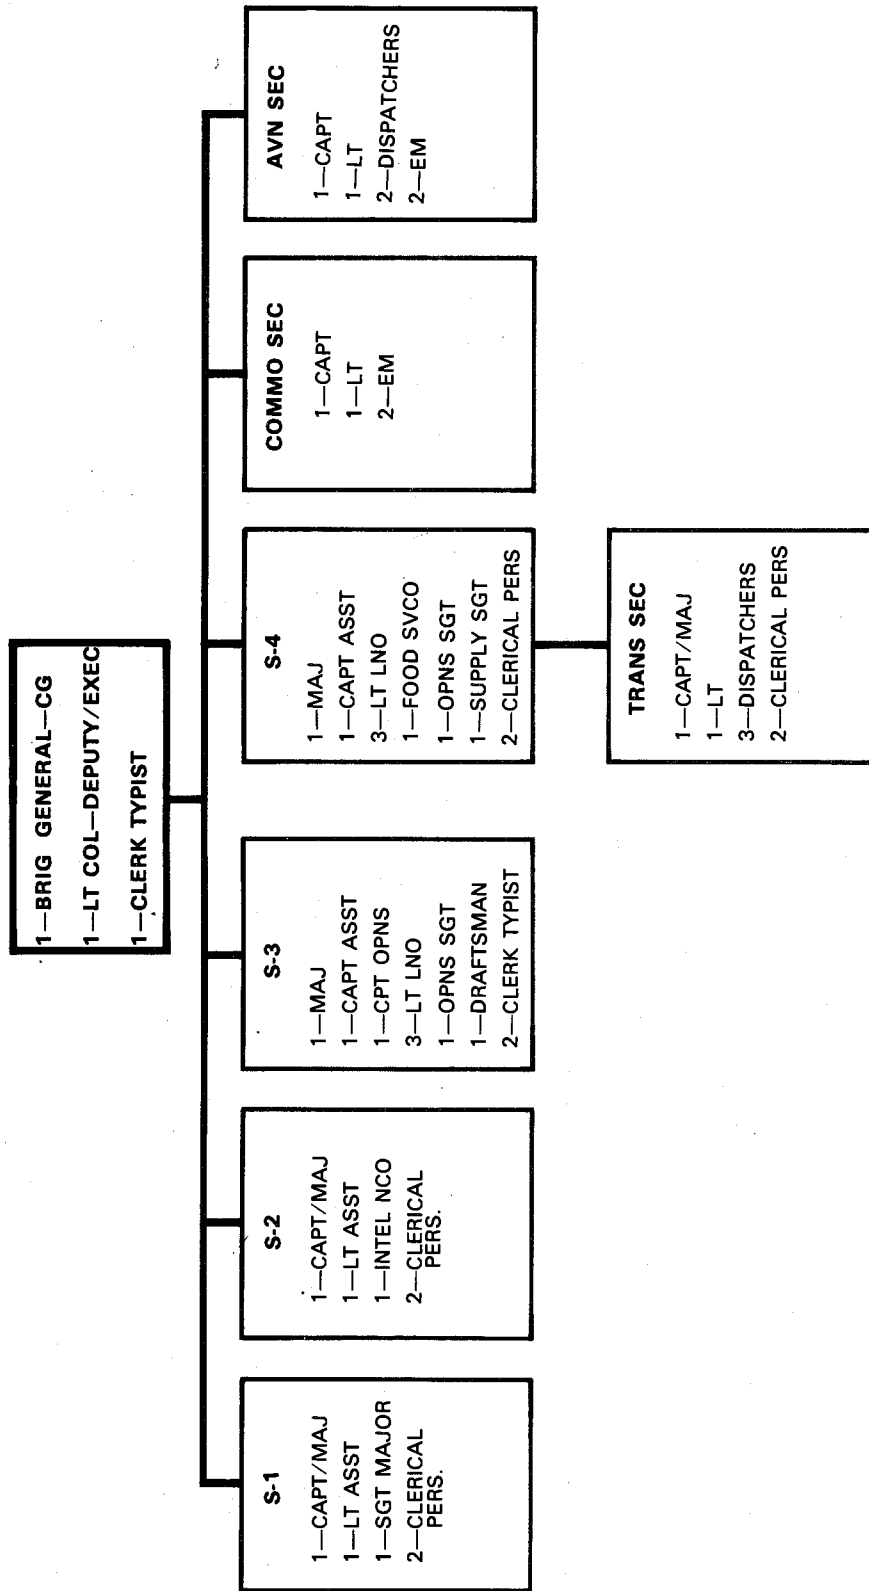 1—BRIG GENERAL—CG
1—LT COL—DEPUTY/EXEC
1—CLERK TYPIST
S-1
1—CAPT/MAJ
1—LT ASST
1—SGT MAJOR
2—CLERICAL
PERS.
S-2
1—CAPT/MAJ
1—LT ASST
1—INTEL NCO
2—CLERICAL
PERS.
S-3
1—MAJ
1—CAPT ASST
1—CPT OPNS
3—LT LNO
1—OPNS SGT
1—DRAFTSMAN
2—CLERK TYPIST
S-4
1—MAJ
1—CAPT ASST
3—LT LNO
1—FOOD SVCO
1—OPNS SGT
1—SUPPLY SGT
2—CLERICAL PERS
COMMO SEC
1—CAPT
1—LT
2—EM
AVN SEC
1—CAPT
1—LT
2—DISPATCHERS
2—EM
TRANS SEC
1—CAPT/MAJ
1—LT
3—DISPATCHERS
2—CLERICAL PERS